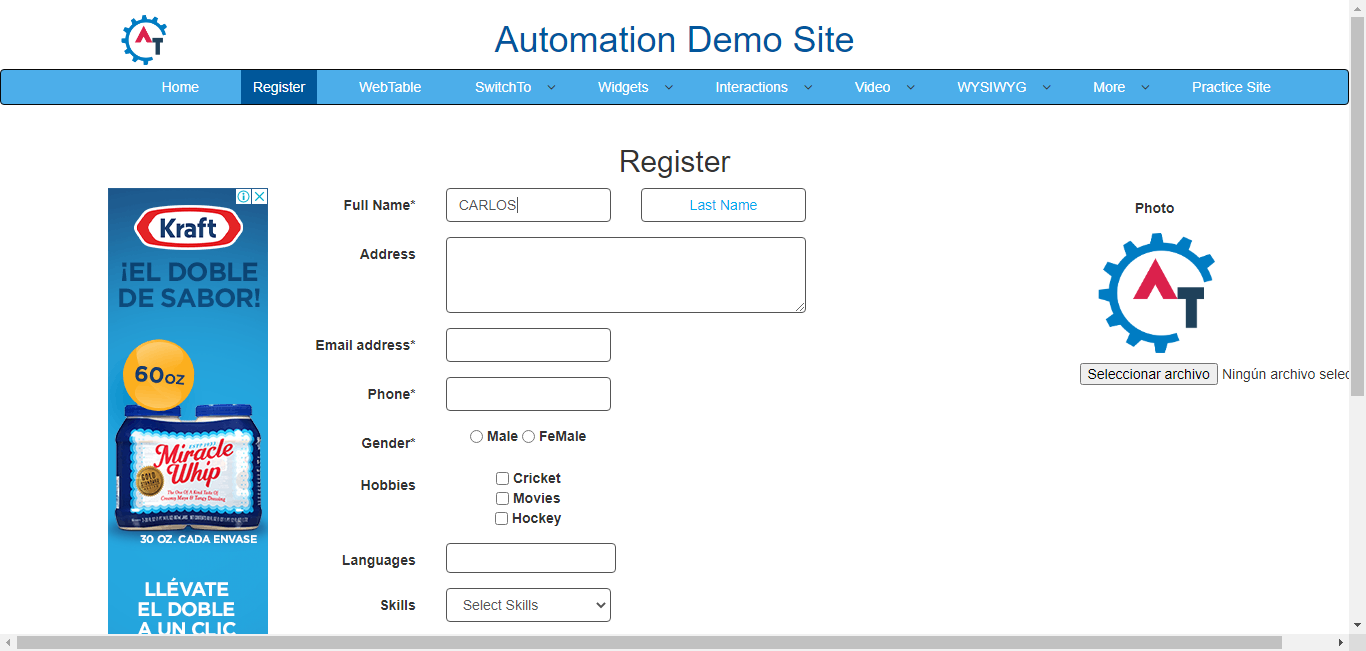 Automation Demo Site
Home Register WebTable SwitchTo Widgets Interactions Video WYSIWYG More Practice Site
Register
Full Name* CARLOS Last Name
Address
Email address*
Phone*
Gender* Male FeMale
Hobbies Cricket
Movies
Hockey
Languages
Skills Select Skills
Photo
AT
Seleccionar archivo Ningún archivo selec
Kraft
¡EL DOBLE
DE SABOR!
60 OZ
Miracle
Whip
30 OZ. CADA ENVASE
LLÉVATE
EL DOBLE
A UN CLIC